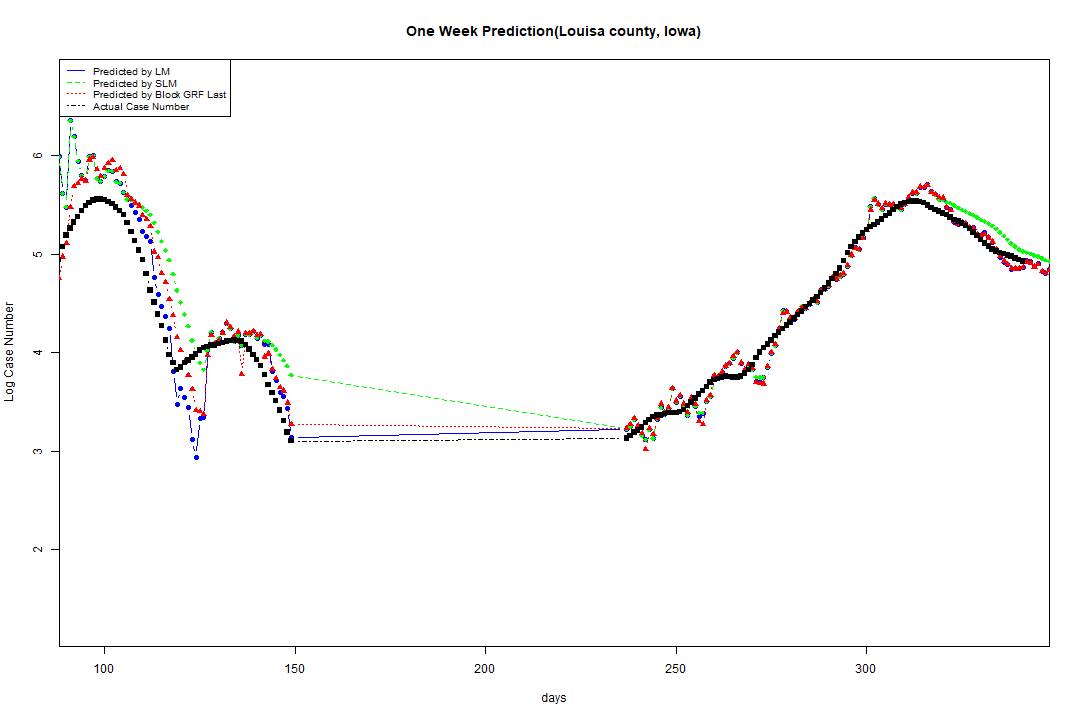 One Week Prediction(Louisa county, Iowa)
Predicted by LM
Predicted by SLM
Predicted by Block GRF Last
Actual Case Number
Log Case Number
6
5
4
3
2
100 150 200 250 300
days